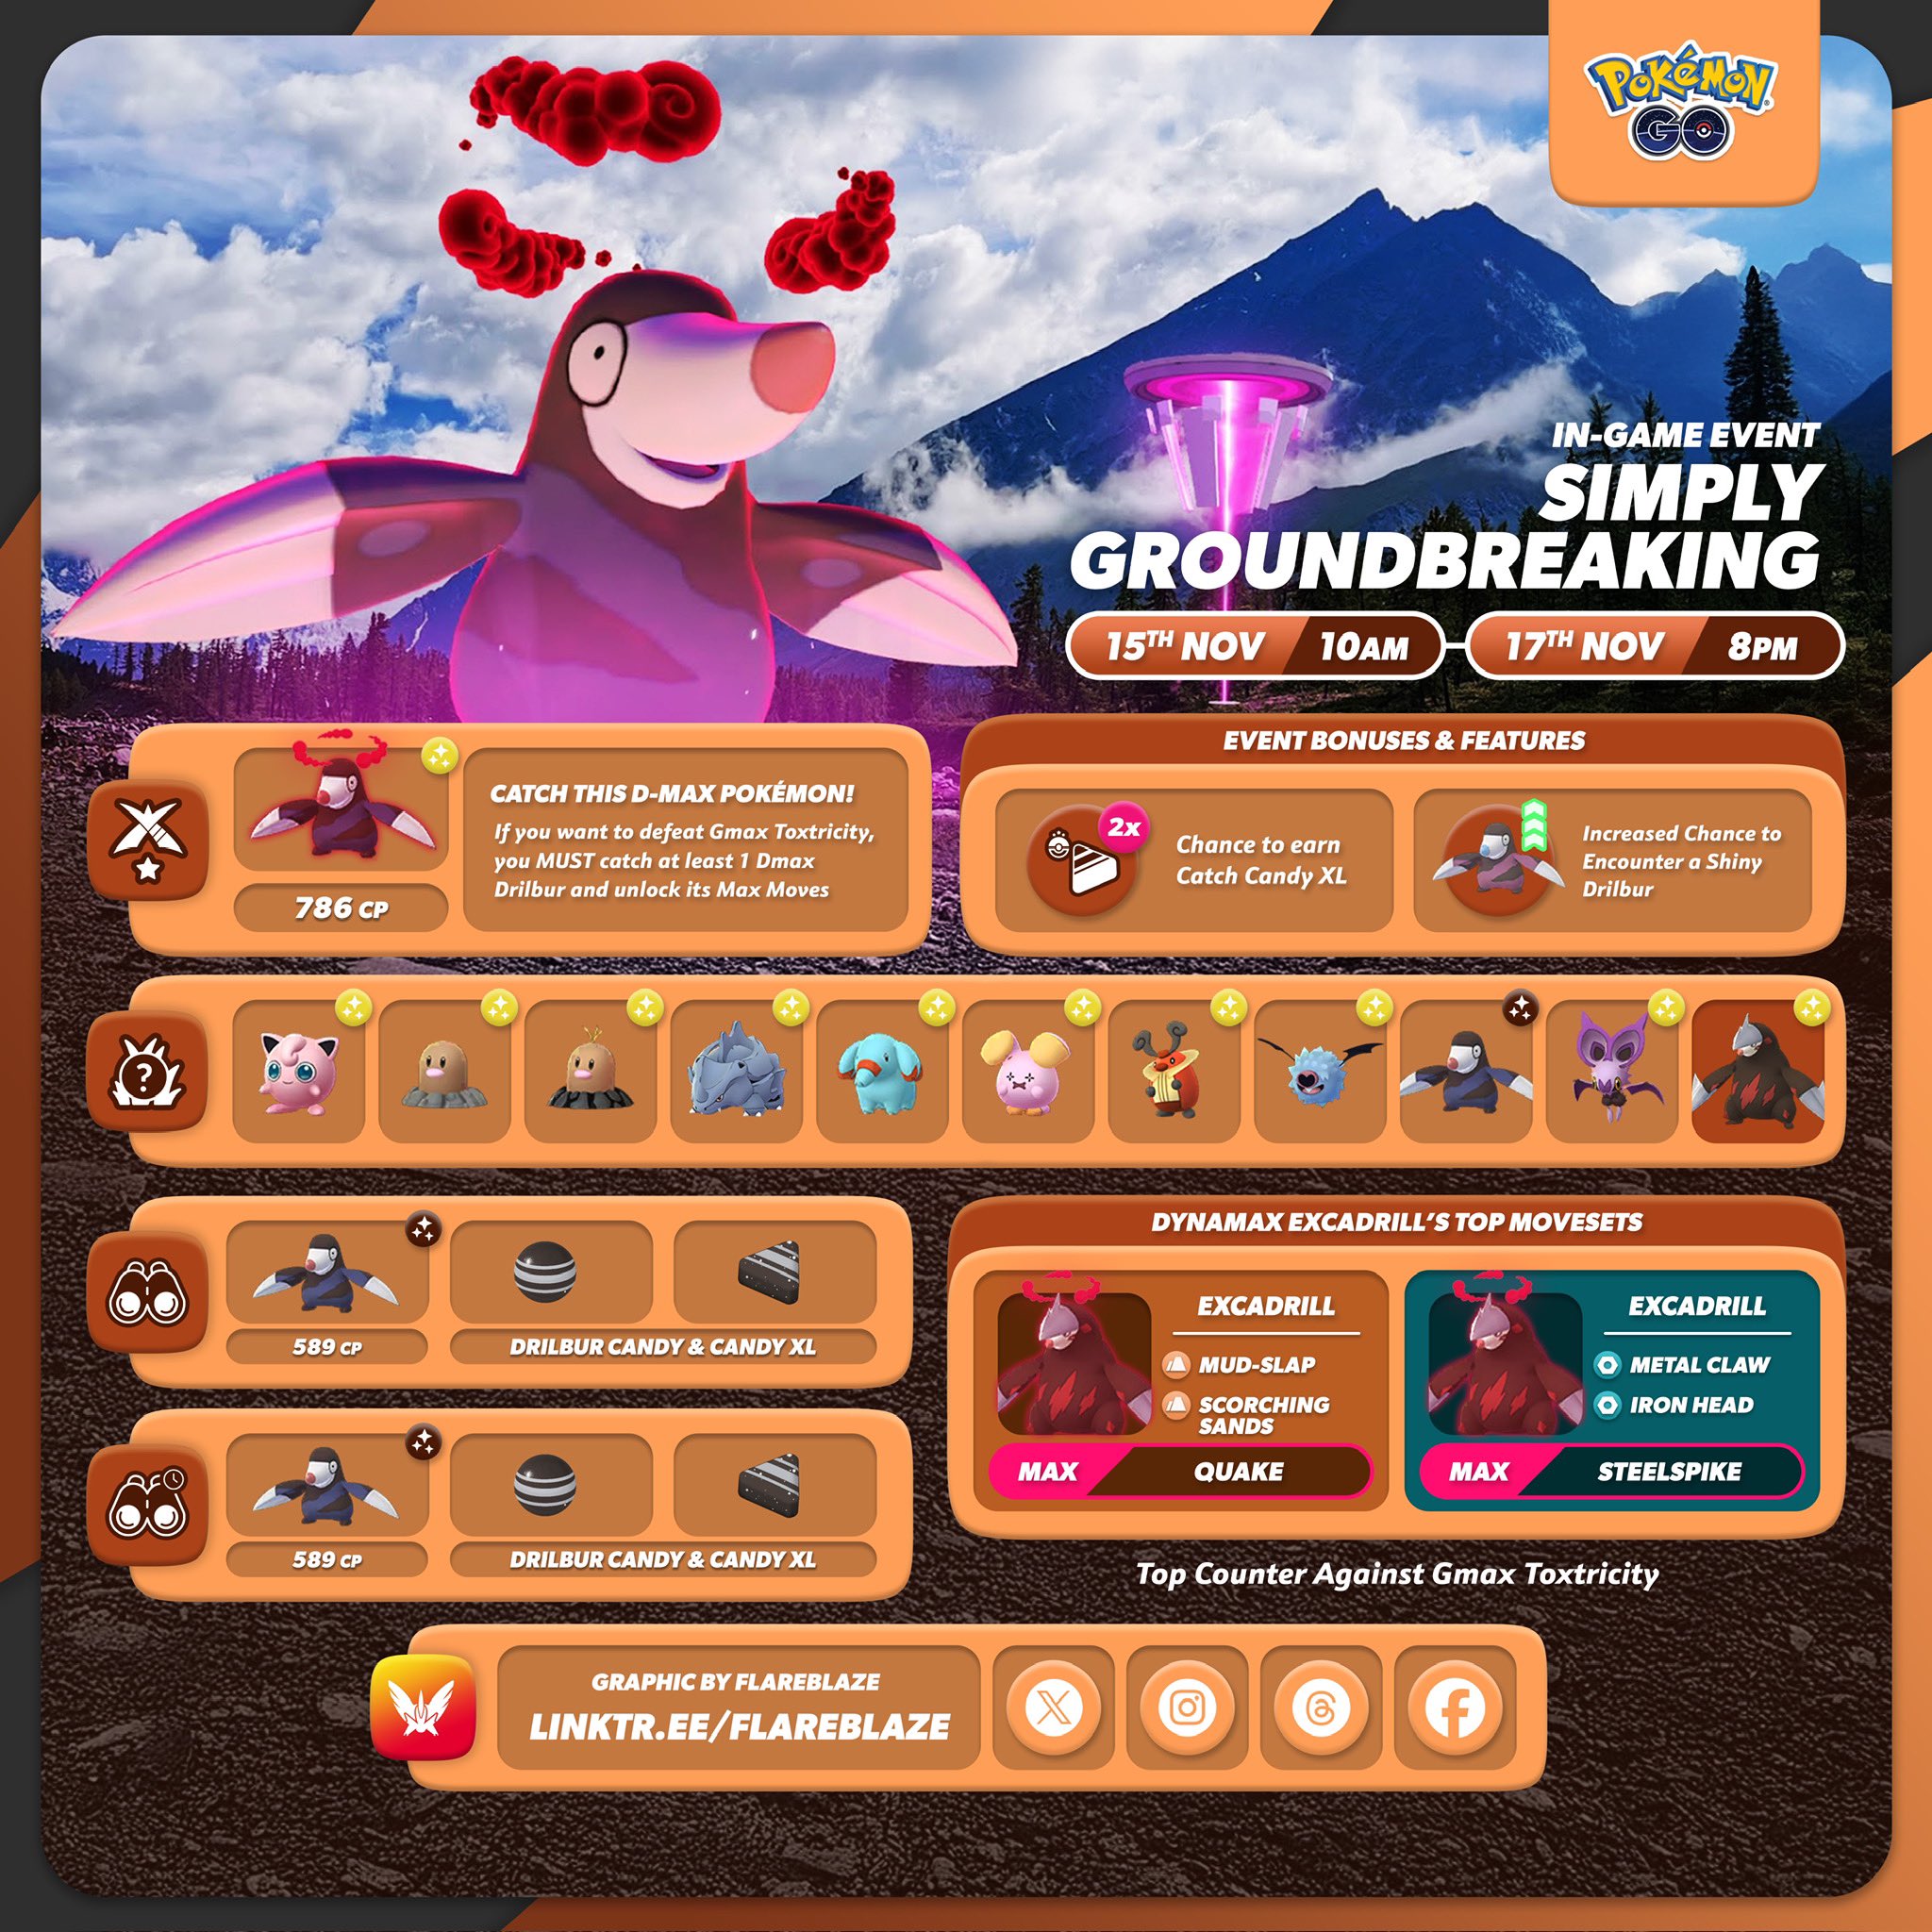 Pokémon
GO
IN-GAME EVENT
SIMPLY
GROUNDBREAKING
15TH NOV 10AM 17TH NOV 8PM
CATCH THIS D-MAX POKÉMON!
If you want to defeat Gmax Toxtricity,
you MUST catch at least 1 Dmax
Drilbur and unlock its Max Moves
786 CP
EVENT BONUSES & FEATURES
2x
Chance to earn
Catch Candy XL
Increased Chance to
Encounter a Shiny
Drilbur
?
589 CP
DRILBUR CANDY & CANDY XL
589 CP
DRILBUR CANDY & CANDY XL
DYNAMAX EXCADRILL'S TOP MOVESETS
EXCADRILL
MUD-SLAP
SCORCHING
SANDS
MAX QUAKE
EXCADRILL
METAL CLAW
IRON HEAD
MAX STEELSPIKE
Top Counter Against Gmax Toxtricity
GRAPHIC BY FLAREBLAZE
LINKTR.EE/FLAREBLAZE